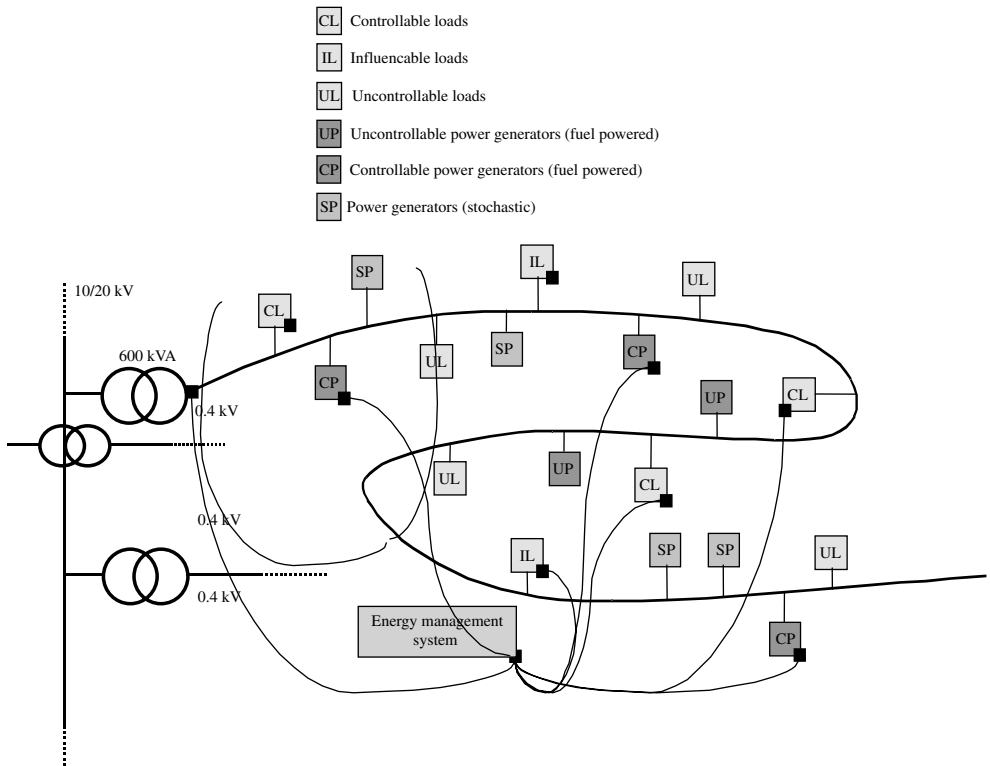 CL Controllable loads
IL Influencable loads
UL Uncontrollable loads
UP Uncontrollable power generators (fuel powered)
CP Controllable power generators (fuel powered)
SP Power generators (stochastic)
IL
SP
UL
10/20 kV
CL
SP
UL
CP
600 kVA
CP
CL
UP
0.4 kV
UL
UP
CL
0.4 kV
IL
SP
SP
UL
0.4 kV
Energy management
system
CP